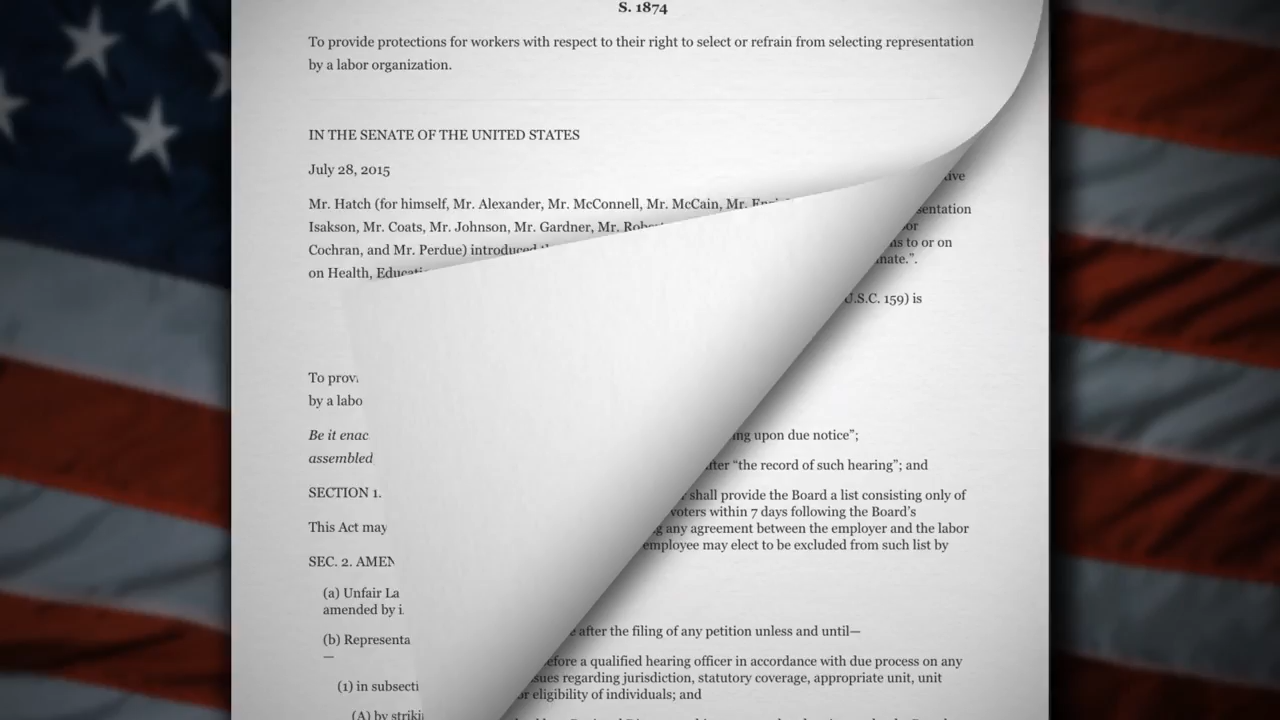 S. 1874
To provide protections for workers with respect to their right to select or refrain from selecting representation
by a labor organization.
IN THE SENATE OF THE UNITED STATES
July 28, 2015
Mr. Hatch (for himself, Mr. Alexander, Mr. McConnell, Mr. McCain, Mr.
Isakson, Mr. Coats, Mr. Johnson, Mr. Gardner, Mr.
Cochran, and Mr. Perdue) introduced
on Health,
U.S.C. 159) is
To
by a labo
Be it enac
assembled
ing upon due notice”;
after “the record of such hearing”; and
SECTION 1.
shall provide the Board a list consisting only of
voters within 7 days following the Board’s
This Act may
any agreement between the employer and the labor
employee may elect to be excluded from such list by
SEC. 2. AMEN
(a) Unfair La
amended by
(b) Representa
—
after the filing of any petition unless and until—
before a qualified hearing officer in accordance with due process on any
issues regarding jurisdiction, statutory coverage, appropriate unit, unit
or eligibility of individuals; and
(1) in subsecti
(A) by